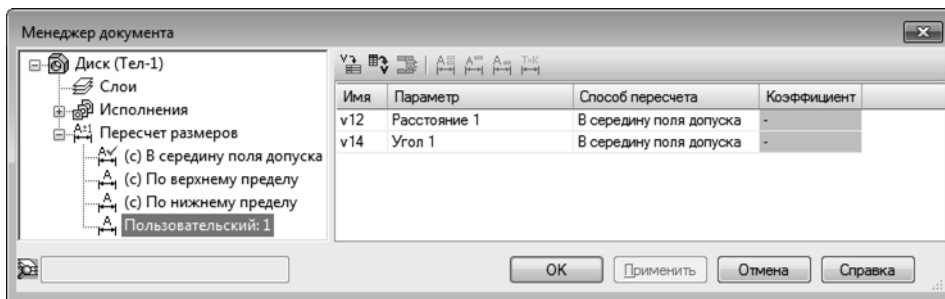 Менеджер документа
Диск (Тел-1)
Слои
Исполнения
Пересчет размеров
(с) В середину поля допуска
(с) По верхнему пределу
(с) По нижнему пределу
Пользовательский: 1
Имя Параметр Способ пересчета Коэффициент
v12 Расстояние 1 В середину поля допуска -
v14 Угол 1 В середину поля допуска -
OK Применить Отмена Справка